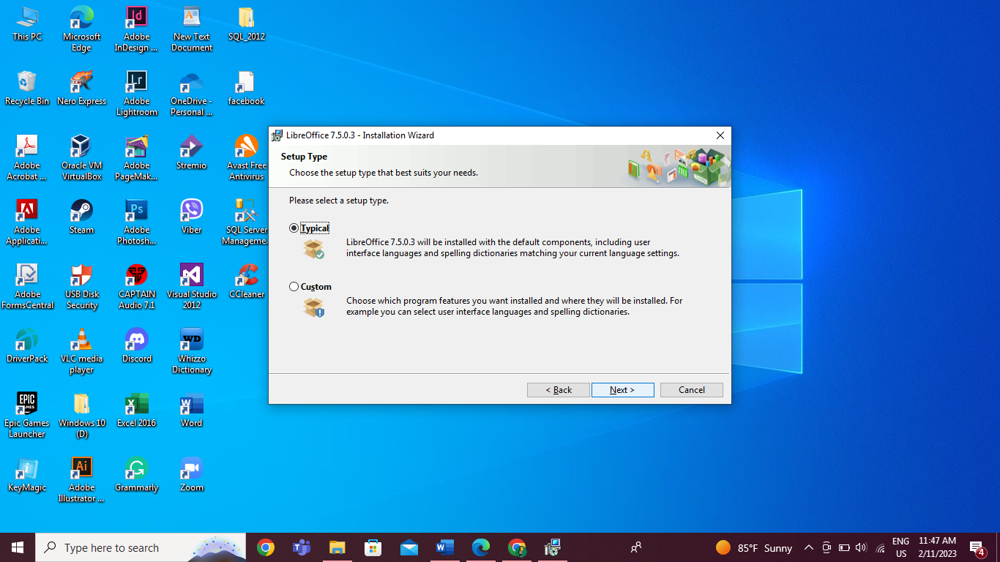 This PC
Microsoft
Edge
Adobe
InDesign ...
New Text
Document
SQL_2012
Recycle Bin
Nero Express
Adobe
Lightroom
OneDrive -
Personal ...
facebook
Adobe
Acrobat ...
Oracle VM
VirtualBox
Adobe
PageMak...
Stremio
Avast Free
Antivirus
Adobe
Applicati...
Steam
Adobe
Photosh...
Viber
SQL Server
Manageme...
Adobe
FormsCentral
USB Disk
Security
CAPTAIN
Audio 7.1
Visual Studio
2012
CCleaner
DriverPack
VLC media
player
Discord
Whizzo
Dictionary
Epic Games
Launcher
Windows 10
(D)
Excel 2016
Word
KeyMagic
Adobe
Illustrator ...
Grammarly
Zoom
LibreOffice 7.5.0.3 - Installation Wizard
Setup Type
Choose the setup type that best suits your needs.
Please select a setup type.
Typical
LibreOffice 7.5.0.3 will be installed with the default components, including user
interface languages and spelling dictionaries matching your current language settings.
Custom
Choose which program features you want installed and where they will be installed. For
example you can select user interface languages and spelling dictionaries.
< Back
Next >
Cancel
Type here to search
85°F Sunny
ENG
US
11:47 AM
2/11/2023
4